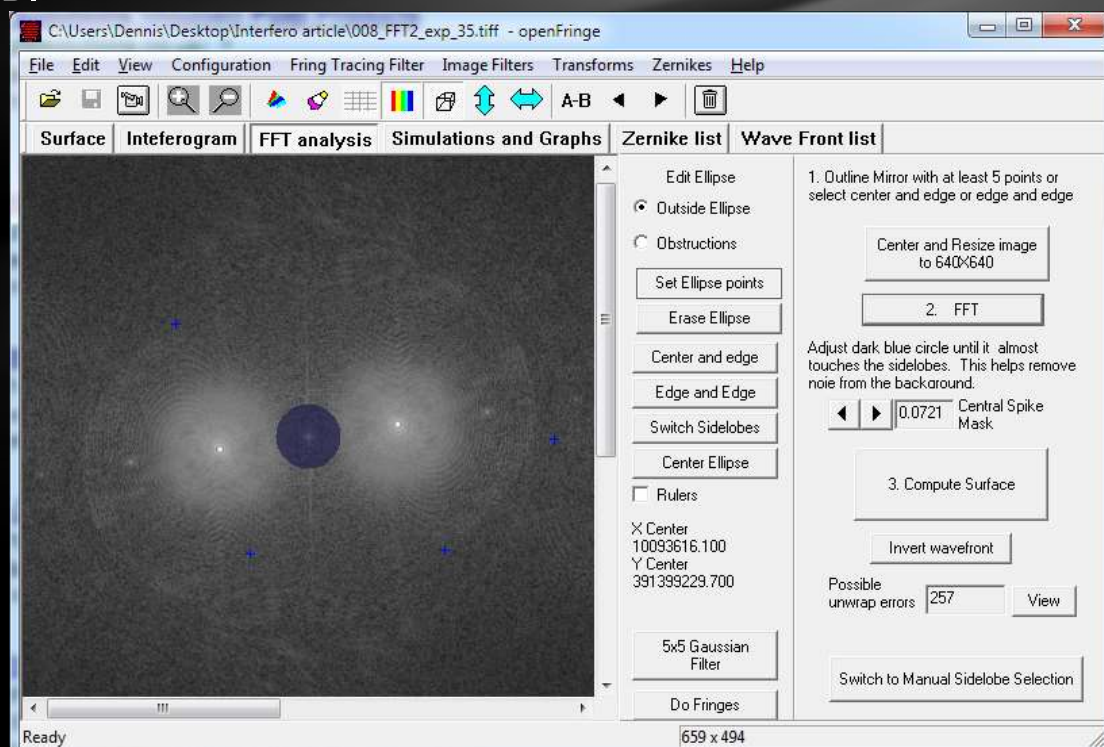 C:\Users\Dennis\Desktop\Interfero article\008_FFT2_exp_35.tiff - openFringe
File Edit View Configuration Fring Tracing Filter Image Filters Transforms Zernikes Help
A-B
Surface Inteferogram FFT analysis Simulations and Graphs Zernike list Wave Front list
Edit Ellipse
Outside Ellipse
Obstructions
Set Ellipse points
Erase Ellipse
Center and edge
Edge and Edge
Switch Sidelobes
Center Ellipse
Rulers
X Center
10093616.100
Y Center
391399229.700
5x5 Gaussian
Filter
Do Fringes
1. Outline Mirror with at least 5 points or
select center and edge or edge and edge
Center and Resize image
to 640X640
2. FFT
Adjust dark blue circle until it almost
touches the sidelobes. This helps remove
noie from the background.
0.0721 Central Spike
Mask
3. Compute Surface
Invert wavefront
Possible
unwrap errors 257 View
Switch to Manual Sidelobe Selection
Ready 659 x 494